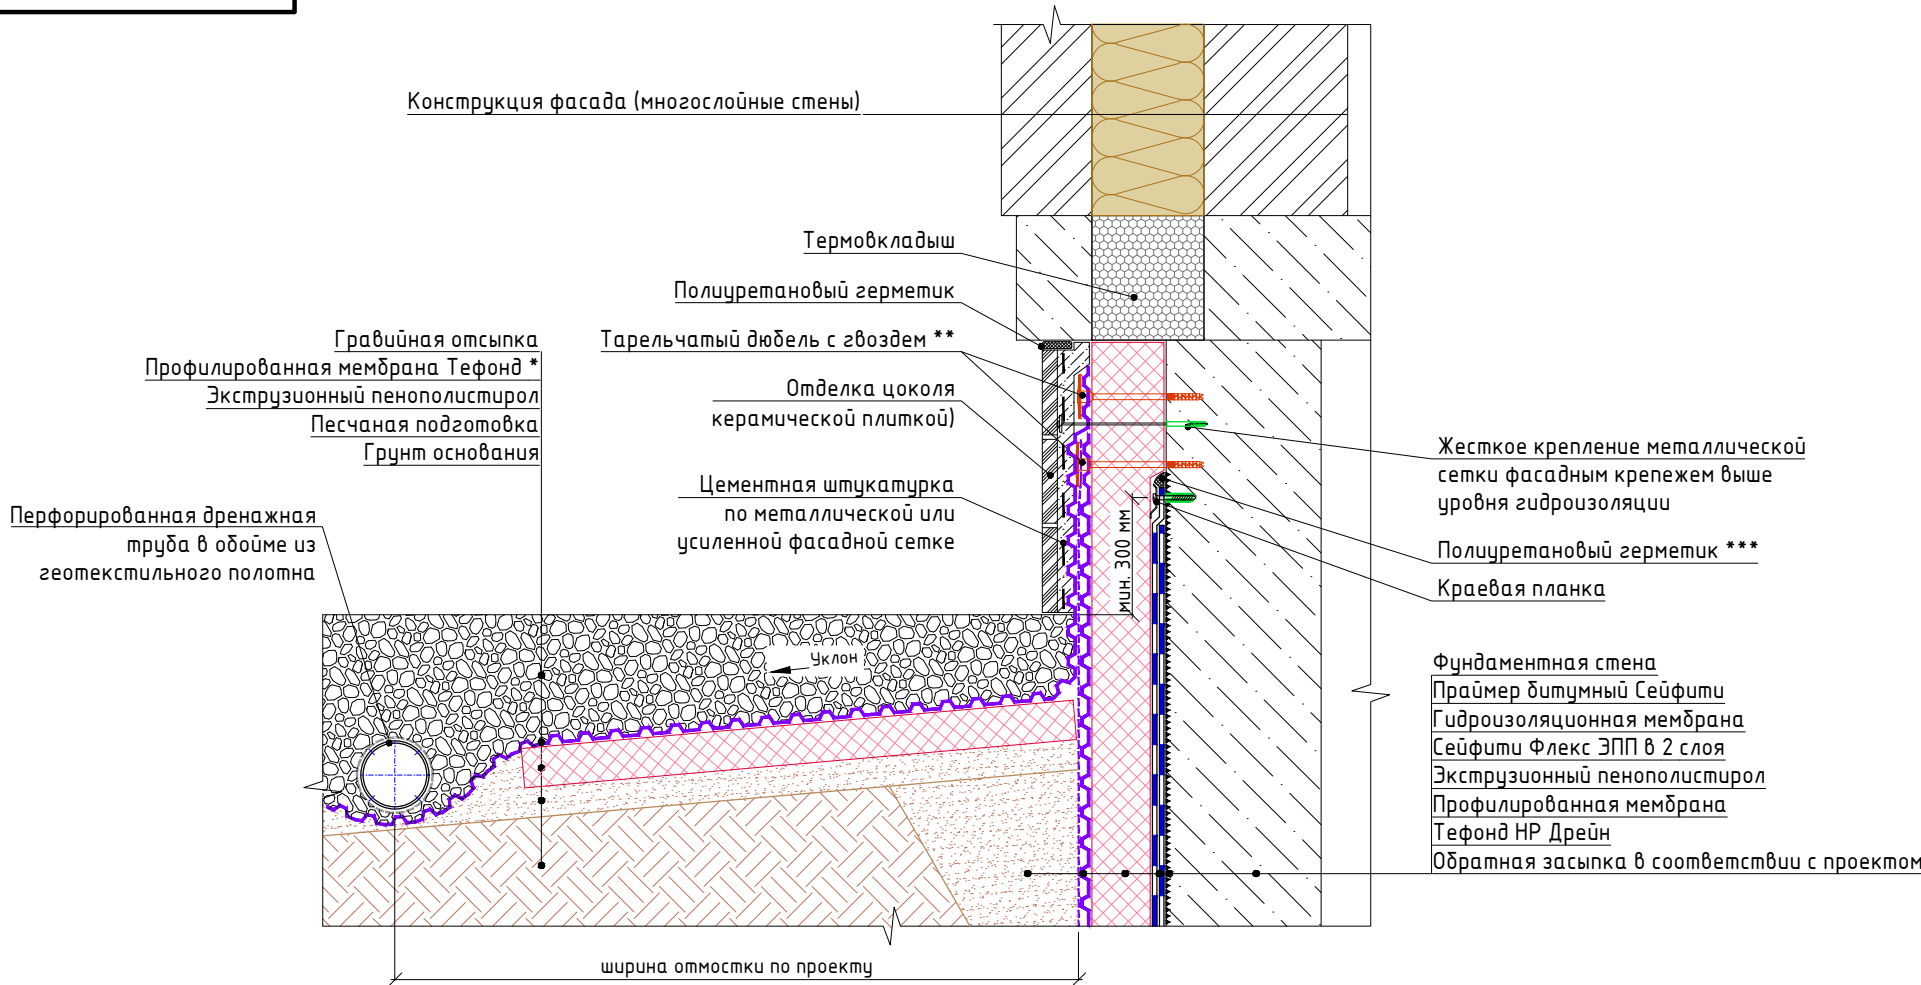 Конструкция фасада (многослойные стены)
Термовкладыш
Полиуретановый герметик
Тарельчатый дюбель с гвоздем **
Отделка цоколя
керамической плиткой)
Цементная штукатурка
по металлической или
усиленной фасадной сетке
Гравийная отсыпка
Профилированная мембрана Тефонд *
Экструзионный пенополистирол
Песчаная подготовка
Грунт основания
Перфорированная дренажная
труба в обойме из
геотекстильного полотна
Уклон
мин. 300 мм
Жесткое крепление металлической
сетки фасадным крепежем выше
уровня гидроизоляции
Полиуретановый герметик ***
Краевая планка
Фундаментная стена
Праймер битумный Сейфити
Гидроизоляционная мембрана
Сейфити Флекс ЭПП в 2 слоя
Экструзионный пенополистирол
Профилированная мембрана
Тефонд НР Дрейн
Обратная засыпка в соответствии с проектом
ширина отмостки по проекту